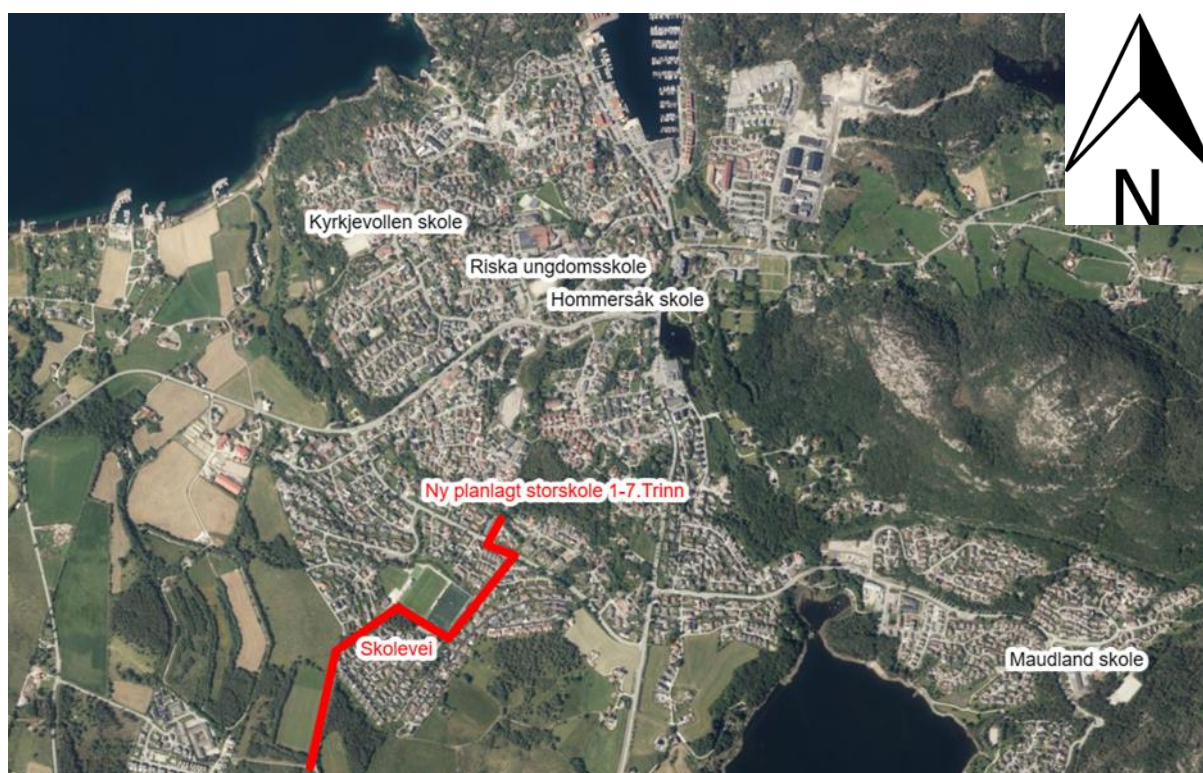 N
Kyrkjevollen skole
Riska ungdomsskole
Hommersåk skole
Ny planlagt storskole 1-7.Trinn
Skolevei
Maudland skole